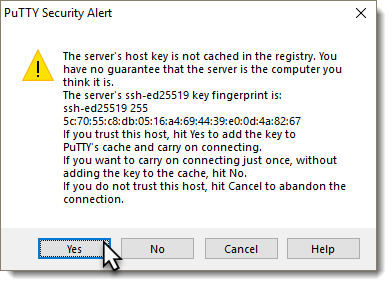 PuTTY Security Alert
The server's host key is not cached in the registry. You
have no guarantee that the server is the computer you
think it is.
The server's ssh-ed25519 key fingerprint is:
ssh-ed25519 255
5c:70:55:c8:db:05:16:a4:69:44:39:e0:0d:4a:82:67
If you trust this host, hit Yes to add the key to
PuTTY's cache and carry on connecting.
If you want to carry on connecting just once, without
adding the key to the cache, hit No.
If you do not trust this host, hit Cancel to abandon the
connection.
Yes No Cancel Help